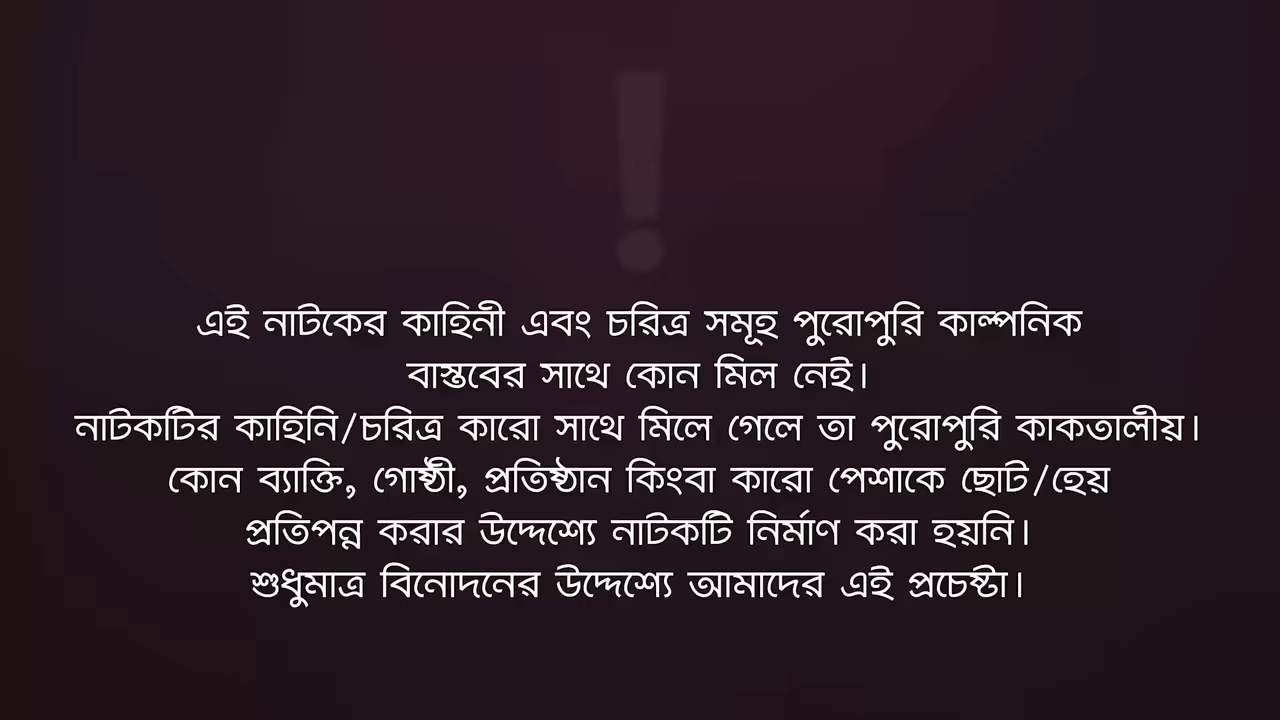 এই নাটকের কাহিনী এবং চরিত্র সমূহ পুরোপুরি কাল্পনিক
বাস্তবের সাথে কোন মিল নেই।
নাটকটির কাহিনি/চরিত্র কারো সাথে মিলে গেলে তা পুরোপুরি কাকতালীয়।
কোন ব্যাক্তি, গোষ্ঠী, প্রতিষ্ঠান কিংবা কারো পেশাকে ছোট/হেয়
প্রতিপন্ন করার উদ্দেশ্যে নাটকটি নির্মাণ করা হয়নি।
শুধুমাত্র বিনোদনের উদ্দেশ্যে আমাদের এই প্রচেষ্টা।